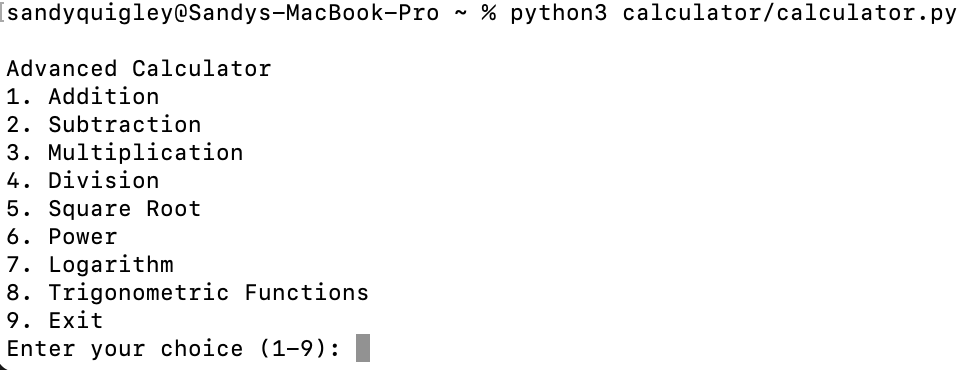 sandyquigley@Sandys-MacBook-Pro ~ % python3 calculator/calculator.py
Advanced Calculator
1. Addition
2. Subtraction
3. Multiplication
4. Division
5. Square Root
6. Power
7. Logarithm
8. Trigonometric Functions
9. Exit
Enter your choice (1-9):